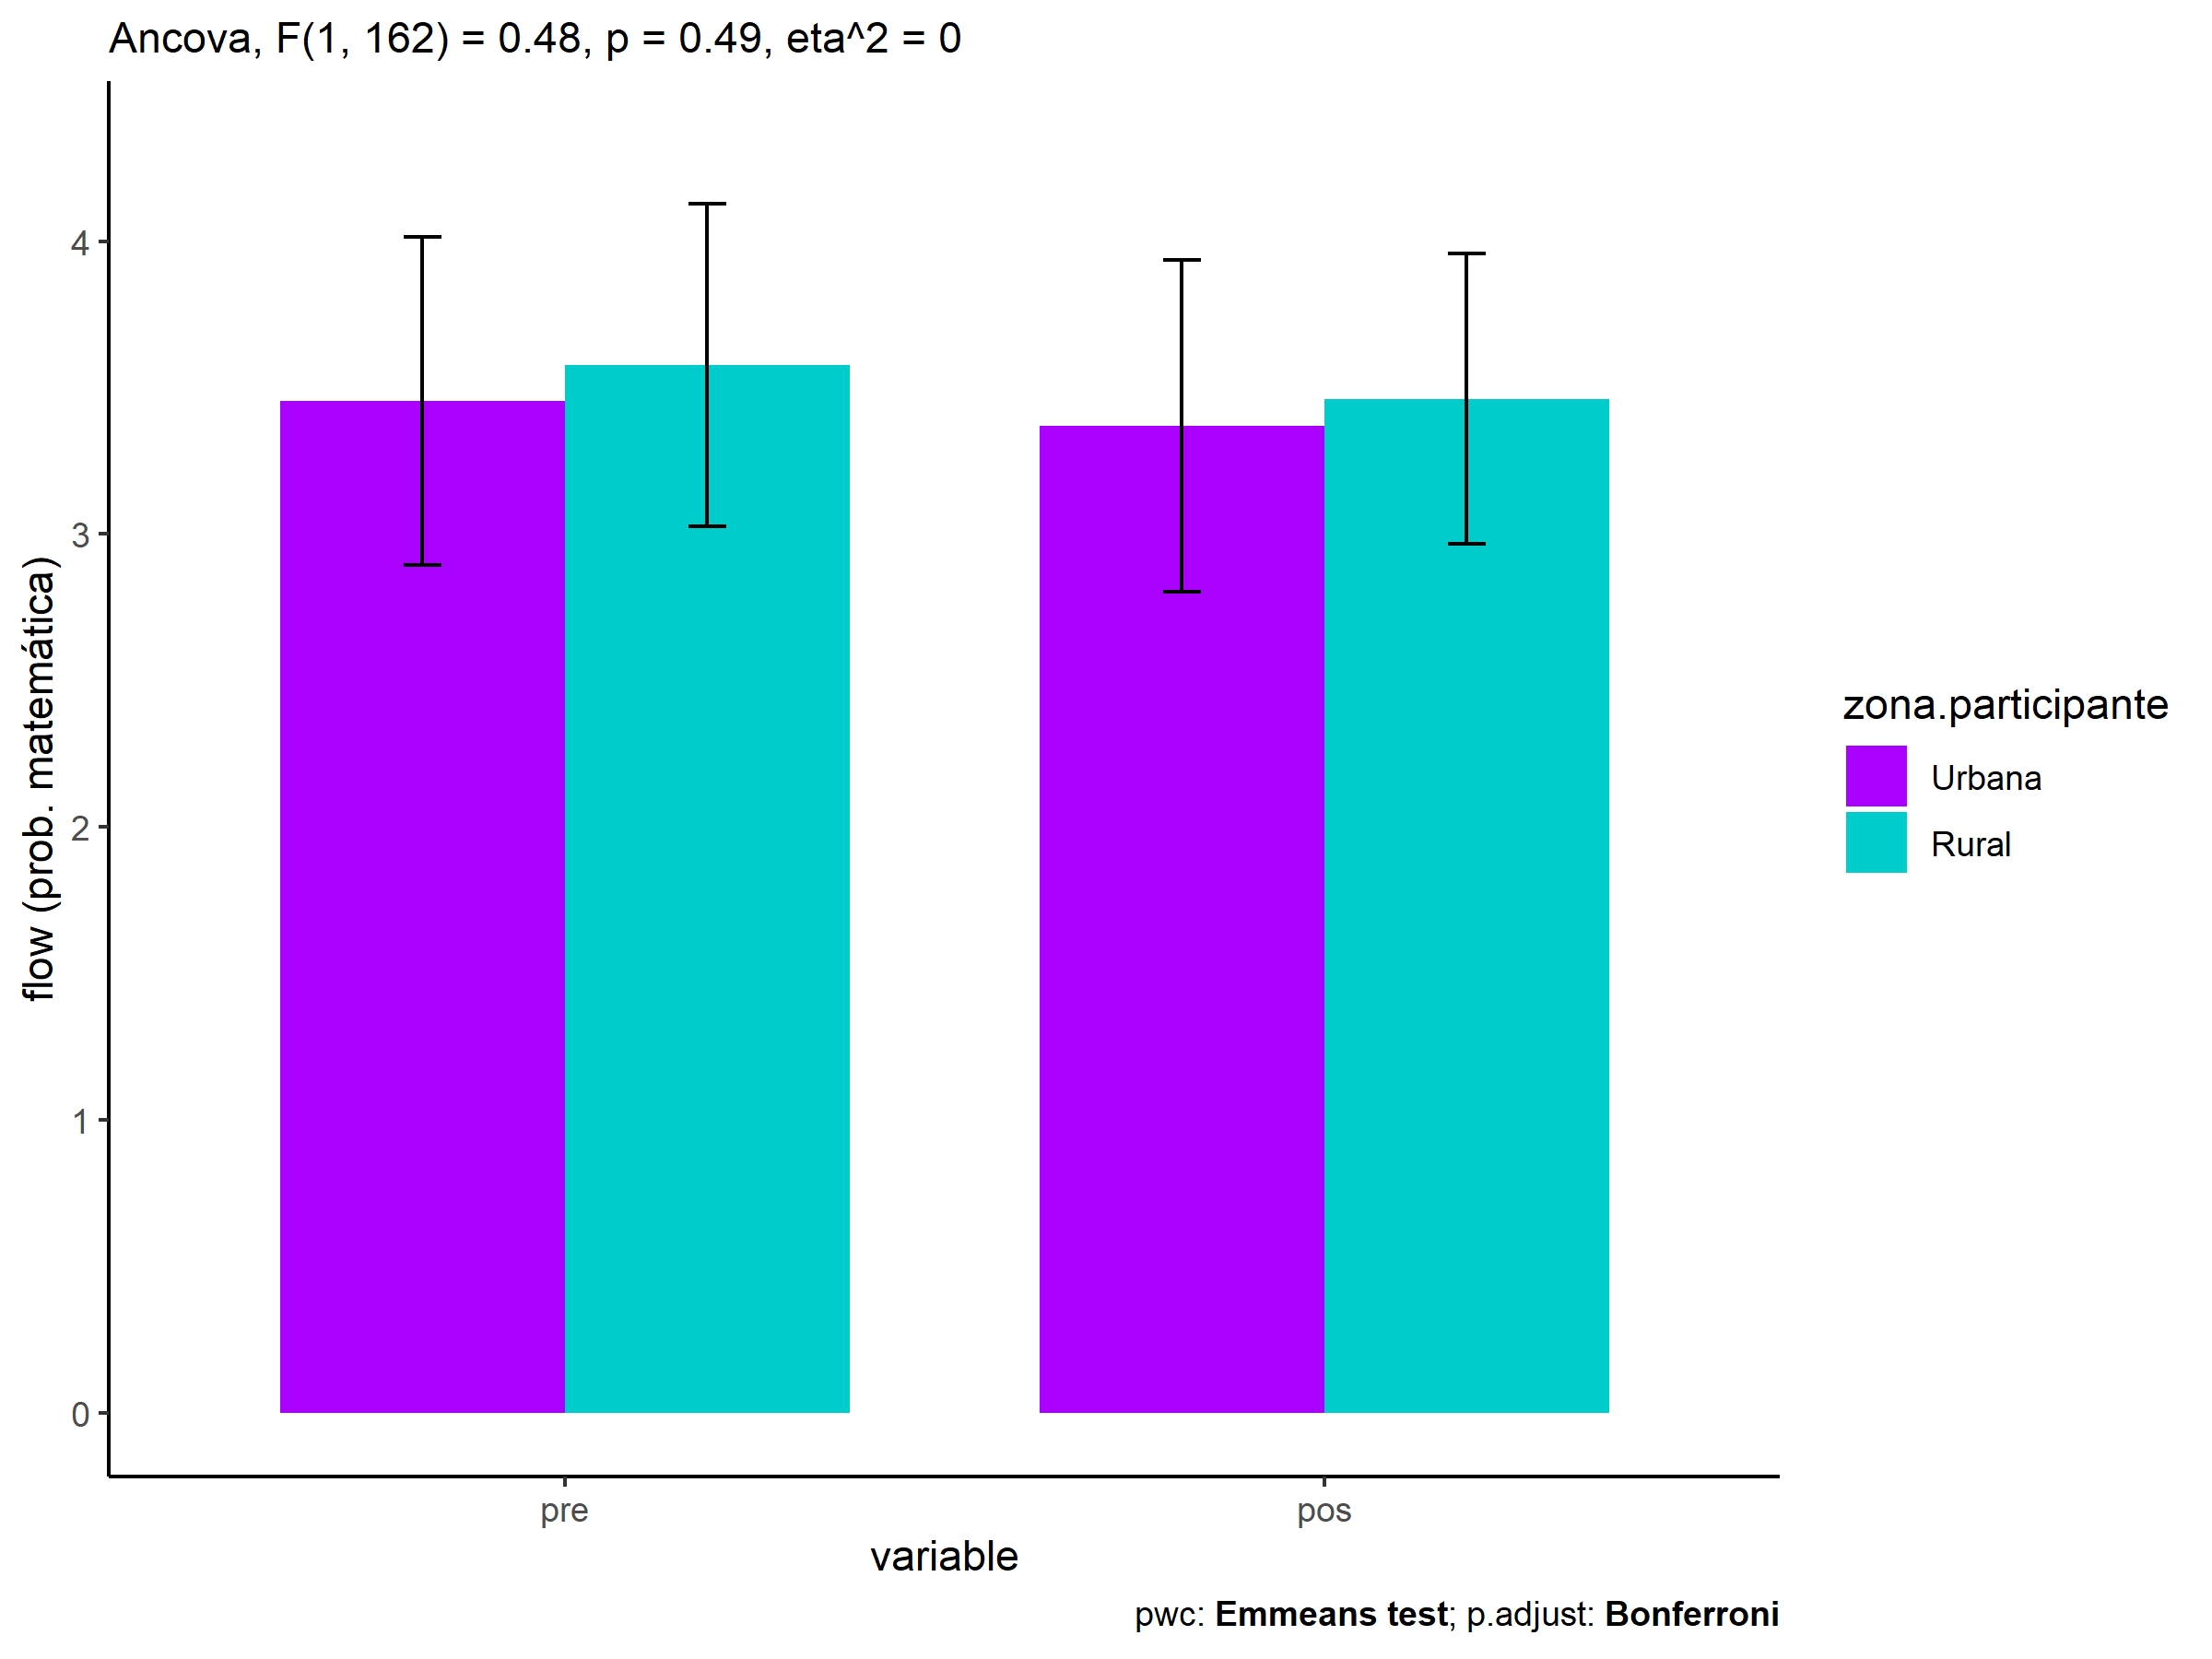 Ancova, F(1, 162) = 0.48, p = 0.49, eta^2 = 0
flow (prob. matemática)
4
3
2
1
0
pre
pos
variable
zona.participante
Urbana
Rural
pwc: Emmeans test; p.adjust: Bonferroni